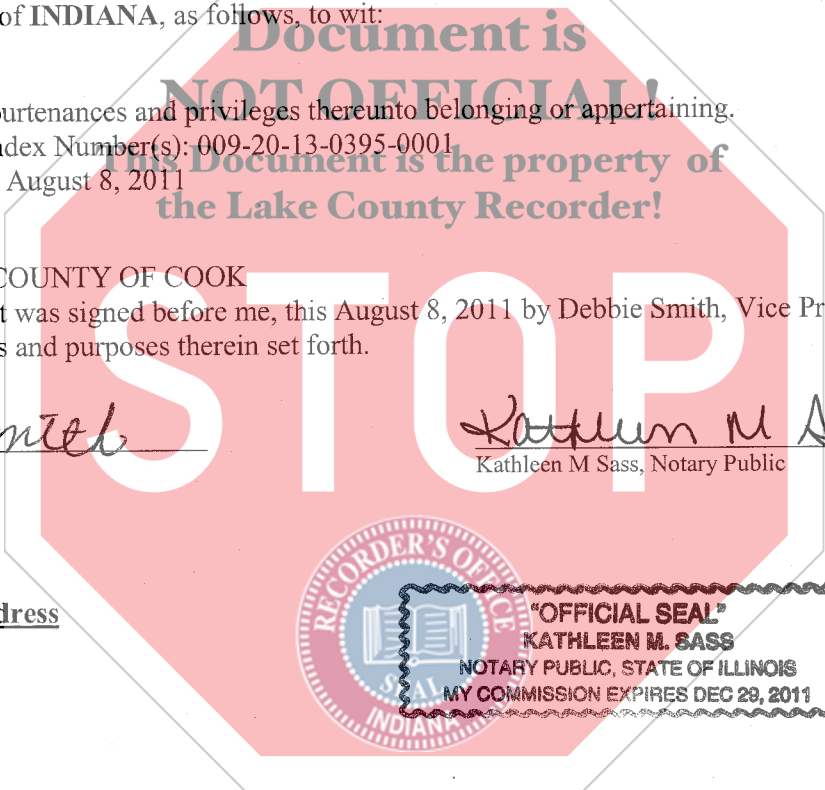 of INDIANA, as follows, to wit:
Document is
NOT OFFICIAL!
purtenances and privileges thereunto belonging or appertaining.
ndex Number(s): 009-20-13-0395-0001
This Document is the property of
August 8, 2011
the Lake County Recorder!
COUNTY OF COOK
t was signed before me, this August 8, 2011 by Debbie Smith, Vice Pr
s and purposes therein set forth.
STOP
mith
Kathleen M S
Kathleen M Sass, Notary Public
RECORDER'S OFFICE
SEAL
INDIANA
dress
"OFFICIAL SEAL"
KATHLEEN M. SASS
NOTARY PUBLIC, STATE OF ILLINOIS
MY COMMISSION EXPIRES DEC 29, 2011